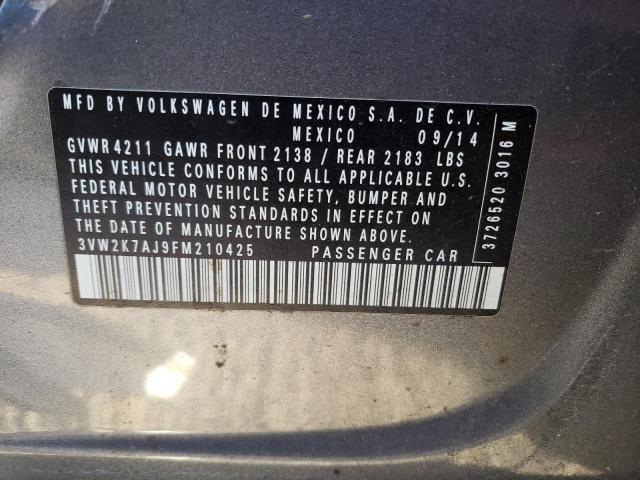 MFD BY VOLKSWAGEN DE MEXICO S.A. DE C.V.
MEXICO 09/14
GVWR 4211 GAWR FRONT 2138 / REAR 2183 LBS
THIS VEHICLE CONFORMS TO ALL APPLICABLE U.S.
FEDERAL MOTOR VEHICLE SAFETY, BUMPER AND
THEFT PREVENTION STANDARDS IN EFFECT ON
THE DATE OF MANUFACTURE SHOWN ABOVE.
3VW2K7AJ9FM210425 PASSENGER CAR
3726520 3016 M